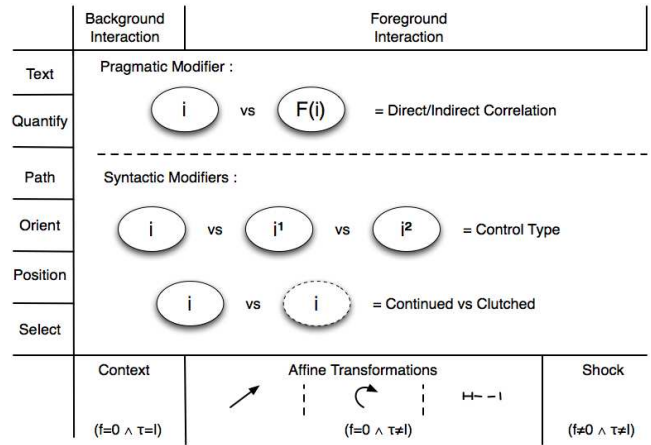 Background
Interaction
Foreground
Interaction
Text
Quantify
Path
Orient
Position
Select
Pragmatic Modifier :
i vs F(i) = Direct/Indirect Correlation
Syntactic Modifiers :
i vs i¹ vs i² = Control Type
i vs i = Continued vs Clutched
Context
Affine Transformations
Shock
(f=0 ∧ τ=I)
(f=0 ∧ τ≠I)
(f≠0 ∧ τ≠I)